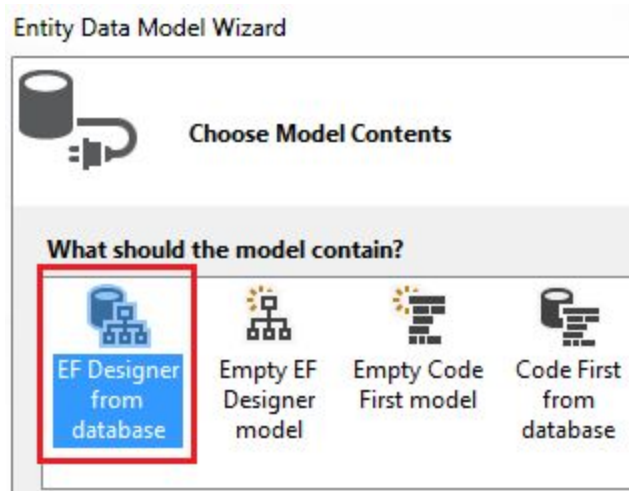 Entity Data Model Wizard
Choose Model Contents
What should the model contain?
EF Designer
from
database
Empty EF
Designer
model
Empty Code
First model
Code First
from
database